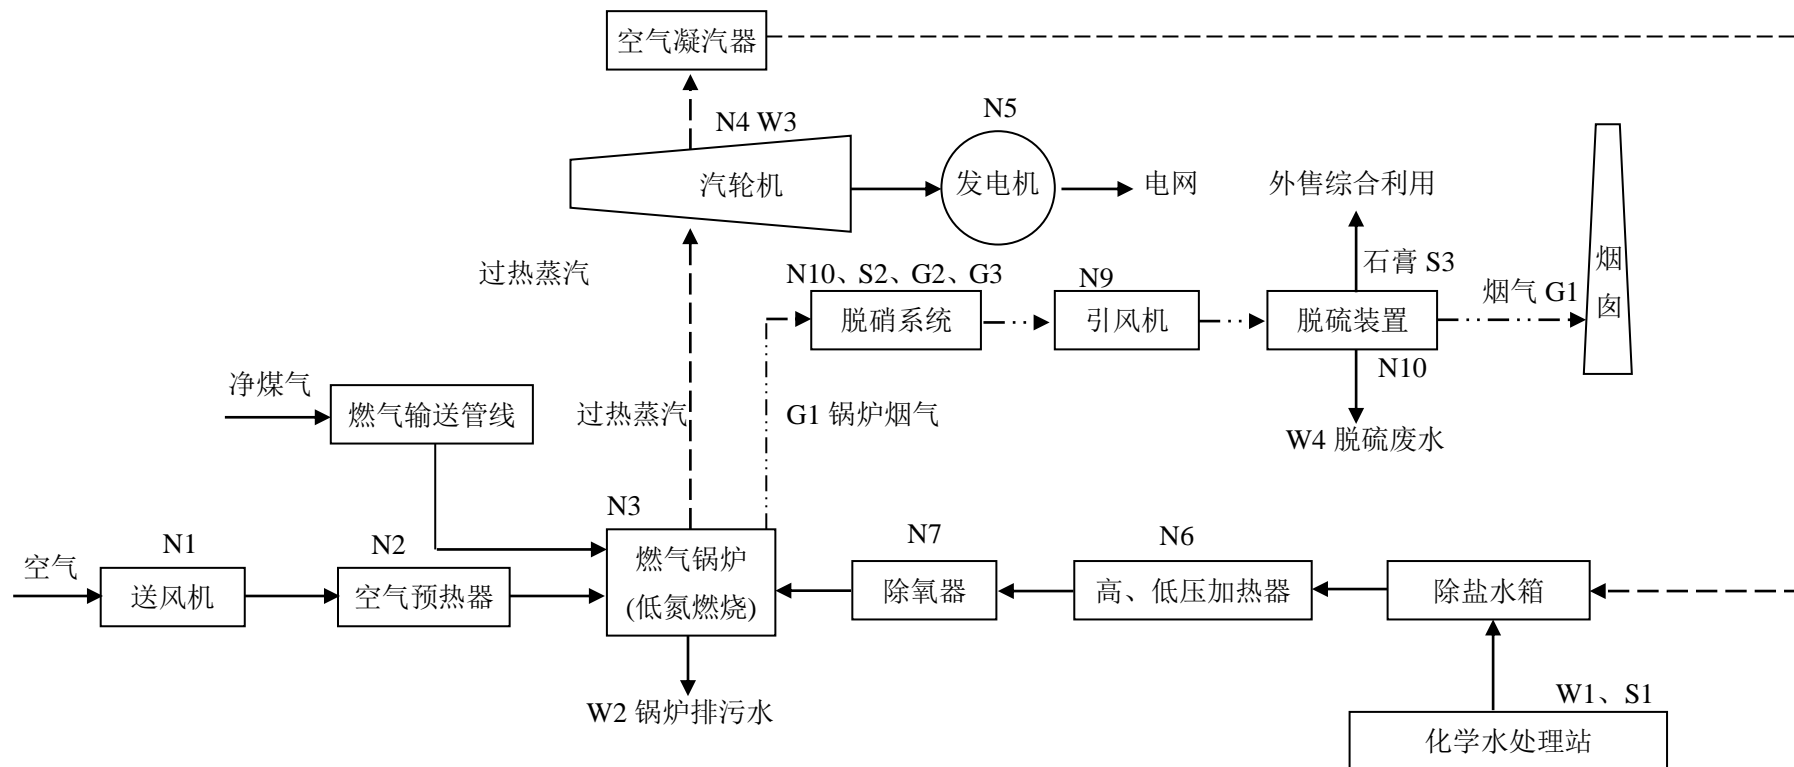 空气凝汽器
N4 W3
N5
汽轮机
发电机
电网
外售综合利用
烟囱
过热蒸汽
N10、S2、G2、G3
N9
石膏 S3
烟气 G1
脱硝系统
引风机
脱硫装置
N10
净煤气
燃气输送管线
过热蒸汽
G1 锅炉烟气
W4 脱硫废水
N3
N1
N2
N7
N6
空气
送风机
空气预热器
燃气锅炉
(低氮燃烧)
除氧器
高、低压加热器
除盐水箱
W2 锅炉排污水
W1、S1
化学水处理站